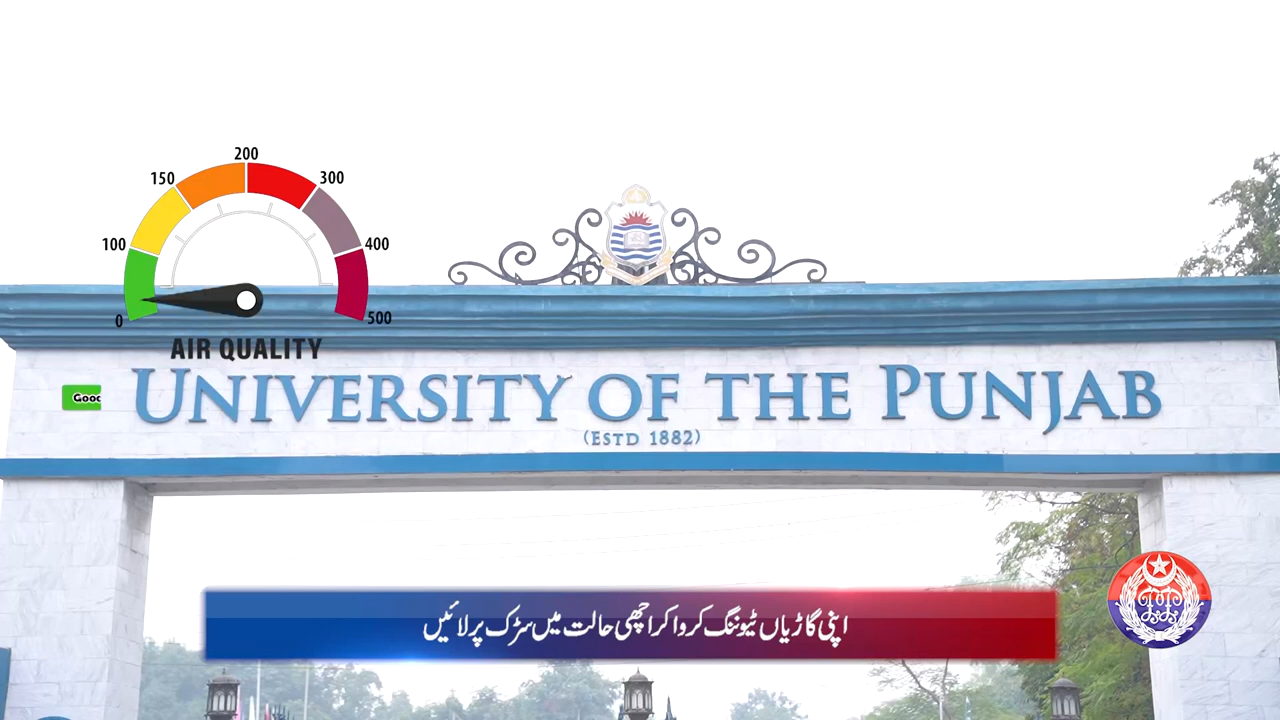 200
150
300
100
400
0
500
AIR QUALITY
Good
UNIVERSITY OF THE PUNJAB
(ESTD 1882)
اپنی گاڑیاں ٹیوننگ کروا کر اچھی حالت میں سڑک پر لائیں